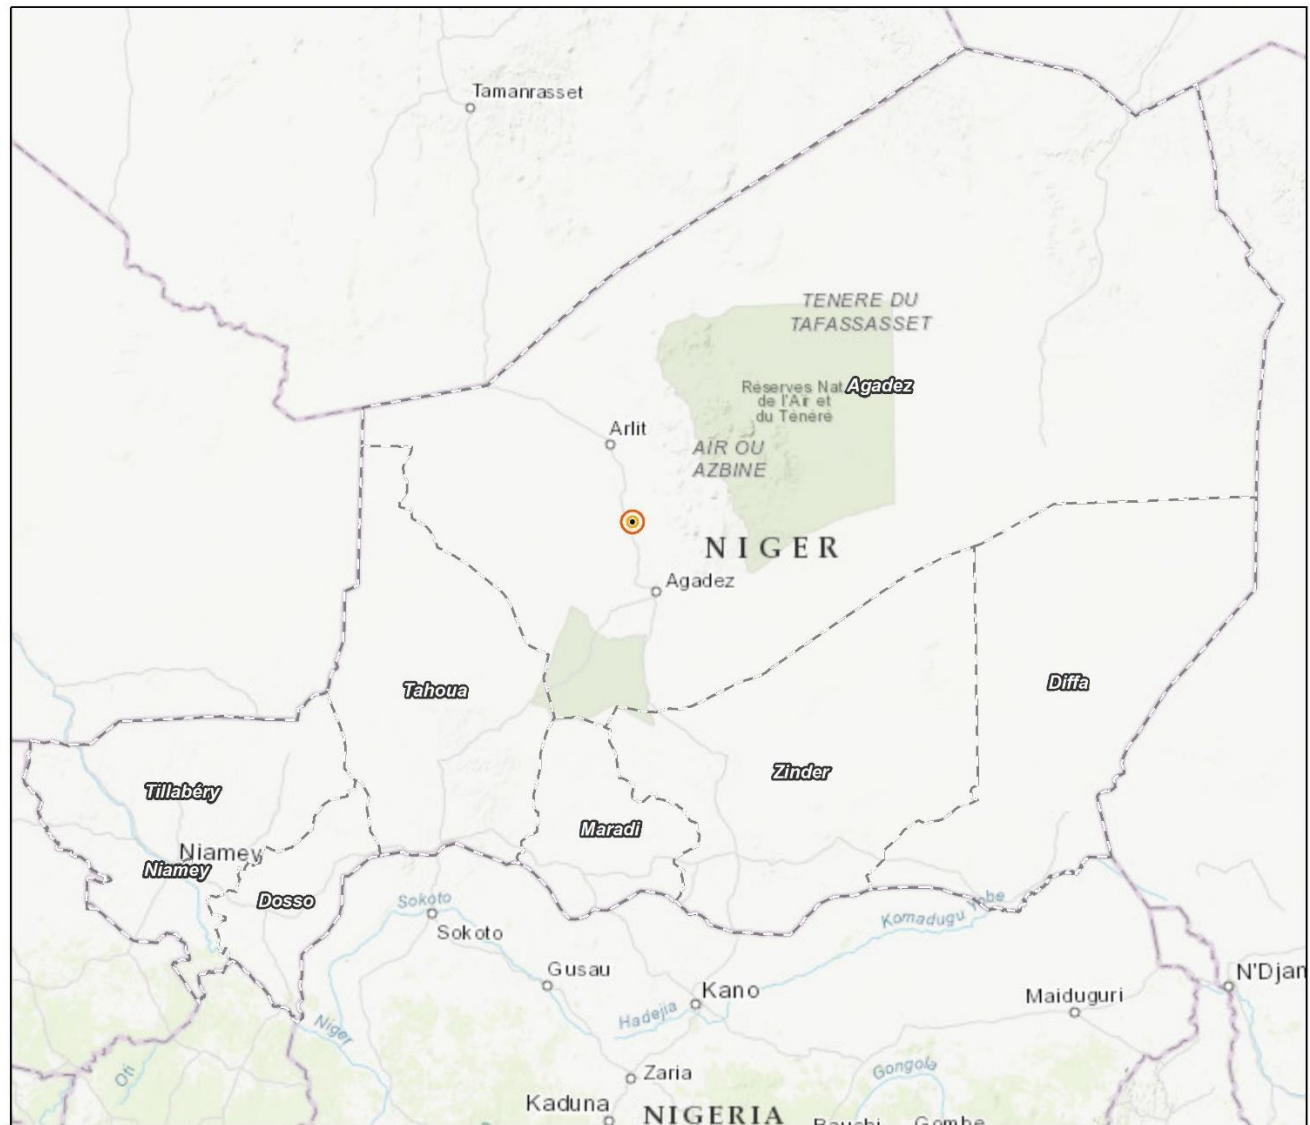 Tamanrasset
TENERE DU
TAFASSASSET
Réserves Nat
de l'Aïr et
du Ténéré
Agadez
Arlit
AÏR OU
AZBINE
NIGER
Agadez
Tahoua
Diffa
Zinder
Tillabéry
Maradi
Niamey
Niamey
Dosso
Sokoto
Sokoto
Komadugu Yobe
Gusau
Kano
Hadejia
Maiduguri
N'Djam
Niger
Gongola
Oti
Zaria
Kaduna
NIGERIA
Bauchi
Gombe